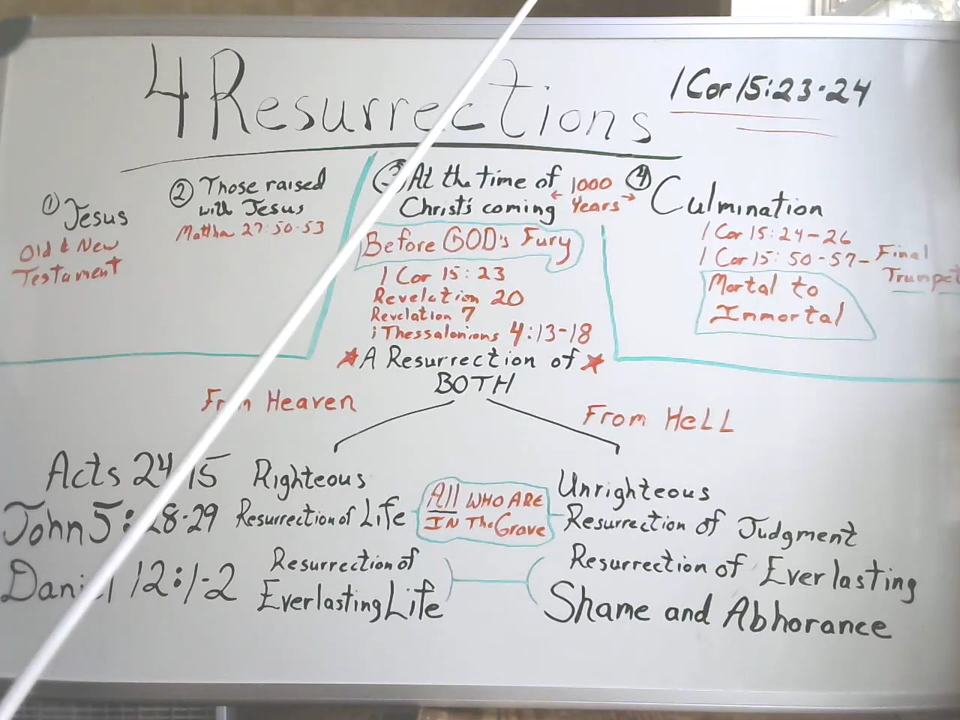 4 Resurrections
1 Cor 15:23-24
① Jesus
Old & New
Testament
② Those raised
with Jesus
Mattha 27:50-53
③ At the time of
Christ's coming
← 1000 →
Years
Before GOD's Fury
1 Cor 15:23
Revelation 20
Revelation 7
1 Thessalonians 4:13-18
★ A Resurrection of ★
BOTH
④ Culmination
1 Cor 15:24-26
1 Cor 15:50-57- Final
Trumpet
Mortal to
Immortal
From Heaven
From HeLL
Acts 24 15 Righteous
Unrighteous
John 5:28-29 Resurrection of Life
All WHO ARE
IN The Grave
Resurrection of Judgment
Daniel 12:1-2 Resurrection of
Everlasting Life
Resurrection of Everlasting
Shame and Abhorance